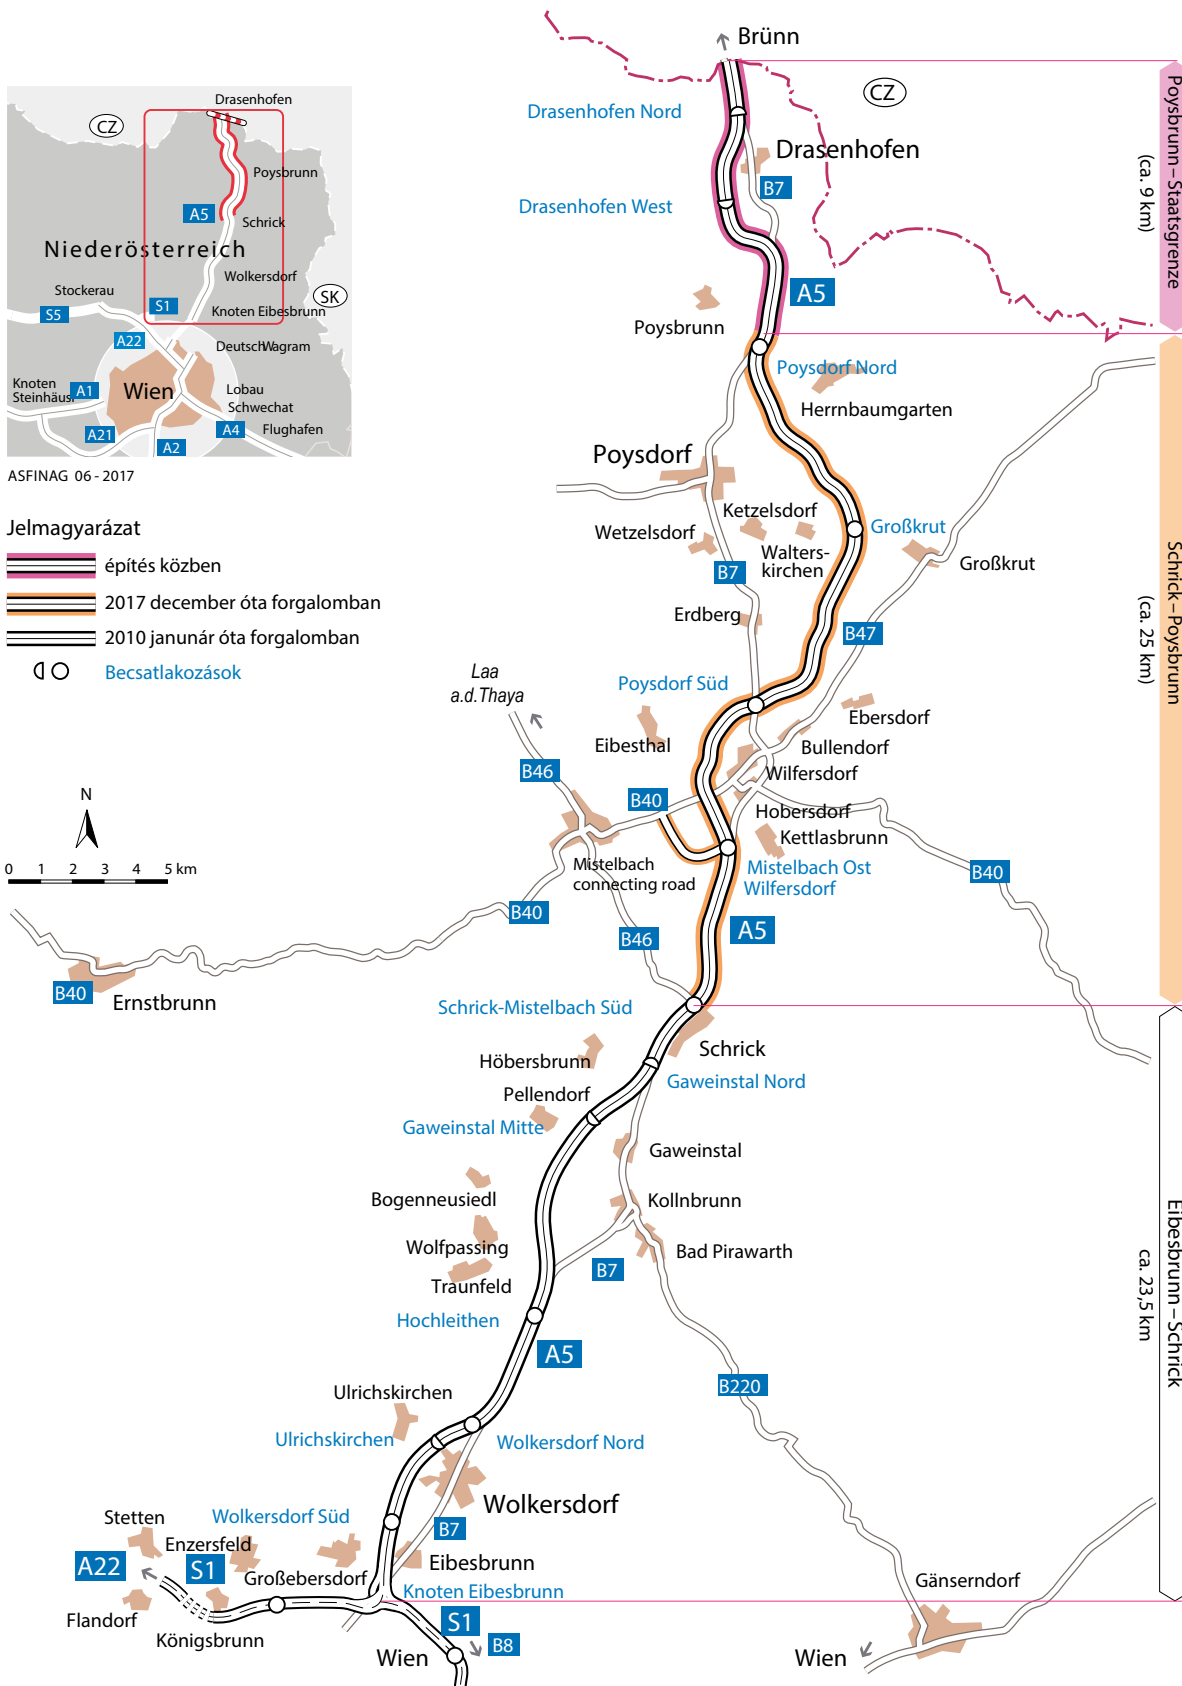 Brünn
CZ
Drasenhofen Nord
Drasenhofen
B7
Drasenhofen West
A5
Poysbrunn
Poysbrunn – Staatsgrenze
(ca. 9 km)
Drasenhofen
CZ
Poysbrunn
A5
Schrick
Niederösterreich
Wolkersdorf
SK
Stockerau
S1
S5
Knoten Eibesbrunn
A22
Deutsch Wagram
Knoten
Steinhäusl
A1
Wien
Lobau
Schwechat
A21
A4
Flughafen
A2
ASFINAG 06 - 2017
Jelmagyarázat
építés közben
2017 december óta forgalomban
2010 janunár óta forgalomban
Becsatlakozások
Poysdorf Nord
Herrnbaumgarten
Poysdorf
Ketzelsdorf
Großkrut
Wetzelsdorf
Walters-
kirchen
Großkrut
B7
Erdberg
B47
Schrick – Poysbrunn
(ca. 25 km)
Laa
a.d.Thaya
Poysdorf Süd
Ebersdorf
Eibesthal
Bullendorf
B46
Wilfersdorf
B40
Hobersdorf
Kettlasbrunn
N
0 1 2 3 4 5 km
Mistelbach
connecting road
Mistelbach Ost
Wilfersdorf
B40
B40
A5
B46
B40
Ernstbrunn
Schrick-Mistelbach Süd
Schrick
Höbersbrunn
Gaweinstal Nord
Pellendorf
Gaweinstal Mitte
Gaweinstal
Bogenneusiedl
Kollnbrunn
Wolfpassing
Bad Pirawarth
B7
Traunfeld
Hochleithen
A5
Eibesbrunn – Schrick
ca. 23,5 km
B220
Ulrichskirchen
Ulrichskirchen
Wolkersdorf Nord
Wolkersdorf
Stetten
Wolkersdorf Süd
B7
Enzersfeld
A22
S1
Eibesbrunn
Großebersdorf
Knoten Eibesbrunn
Gänserndorf
Flandorf
S1
Königsbrunn
B8
Wien
Wien